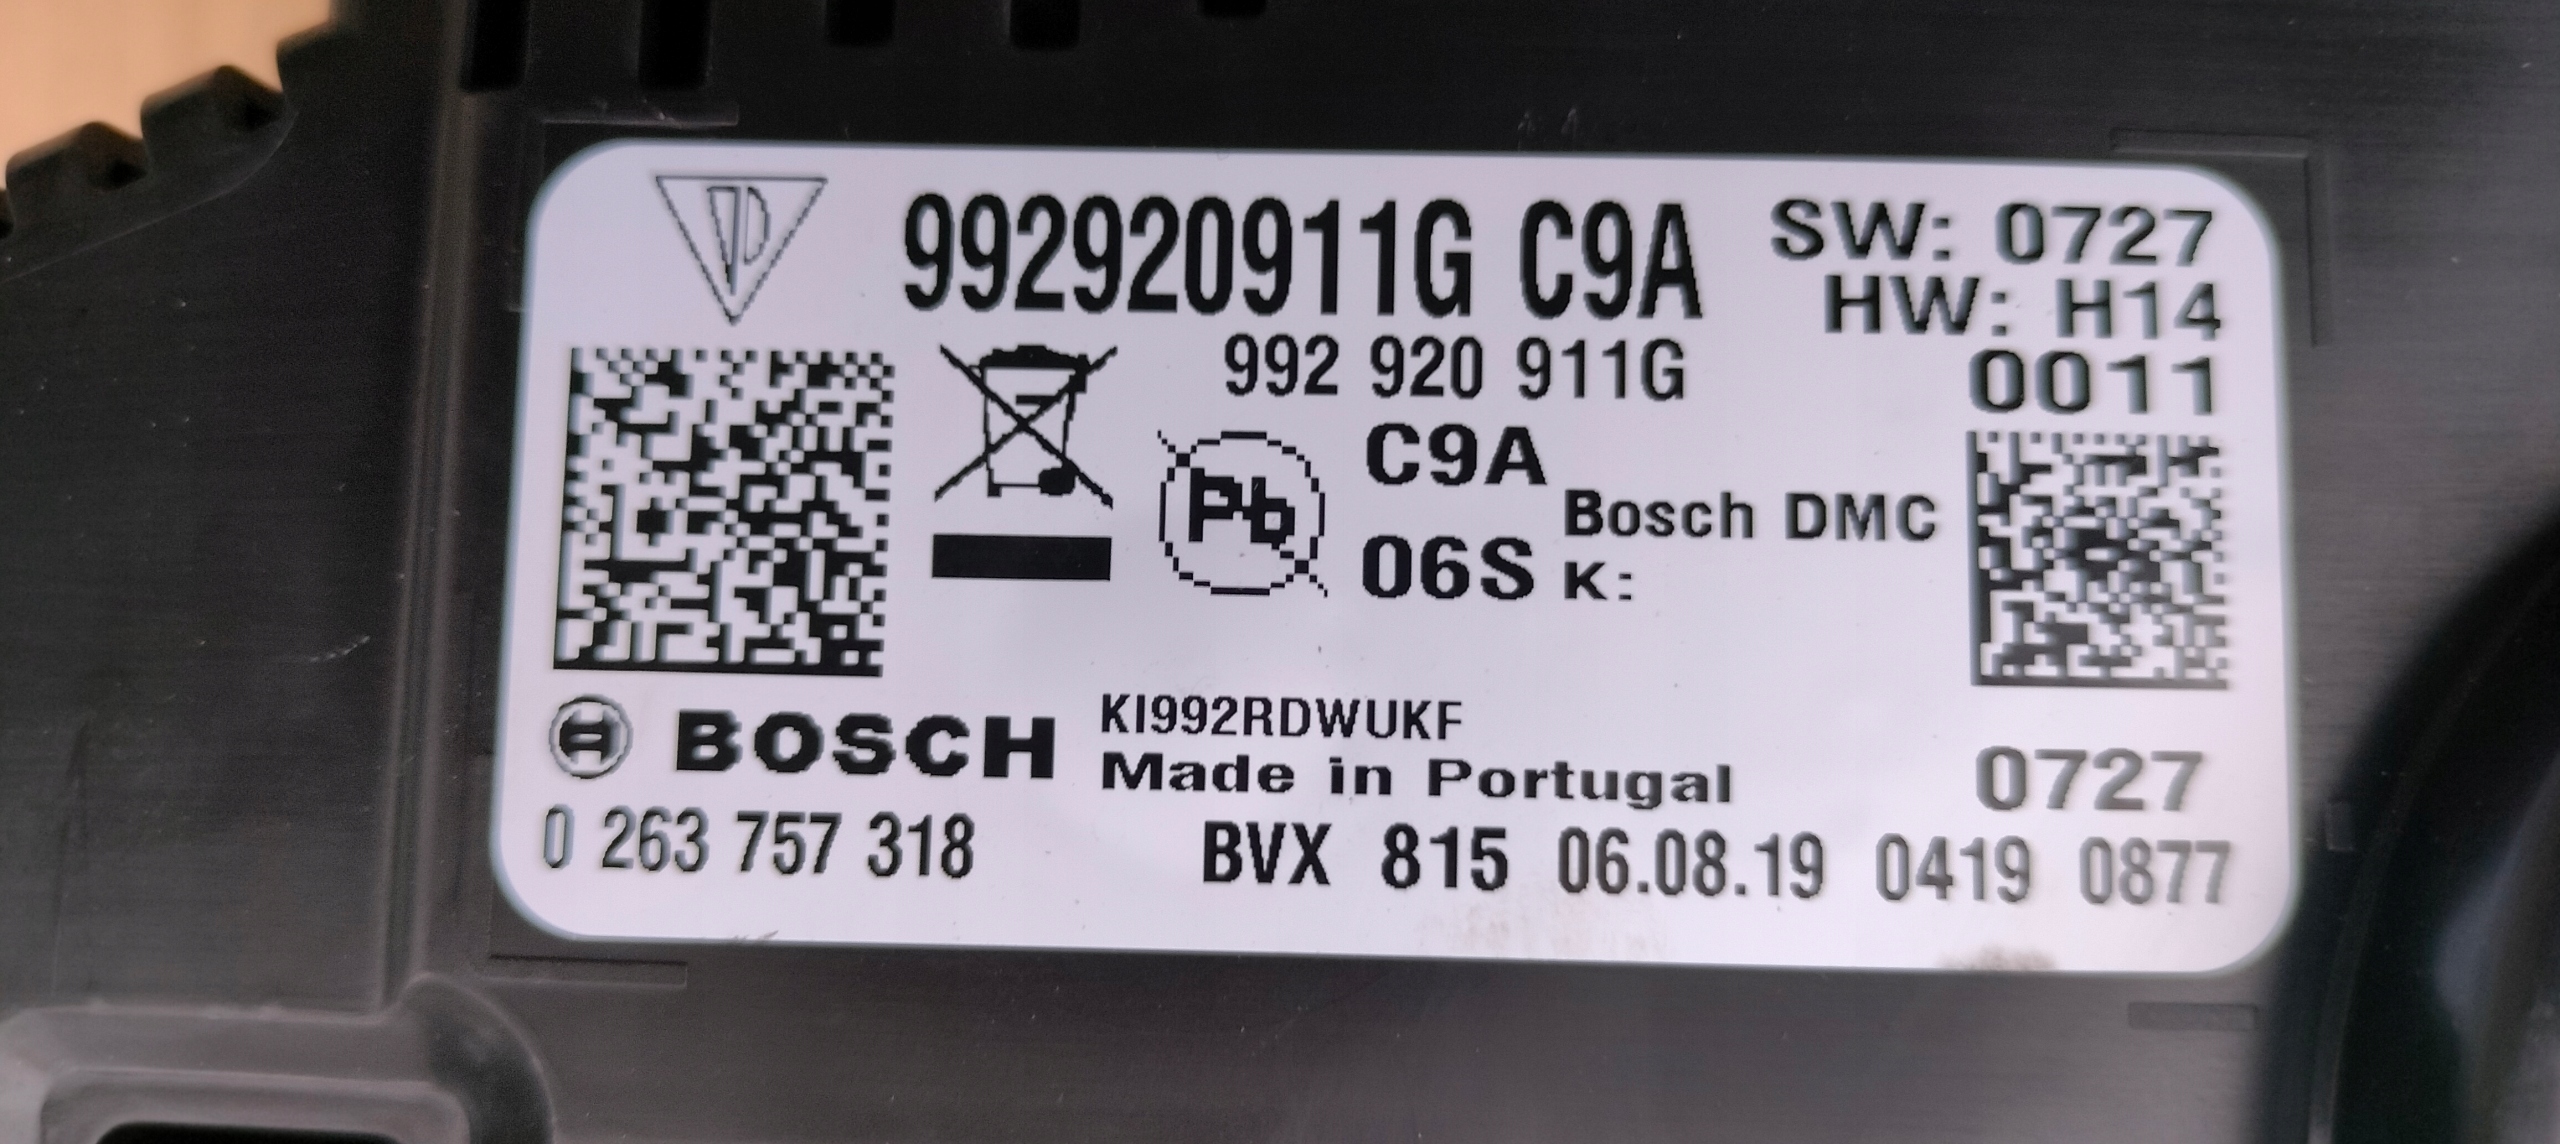 992920911G C9A
SW: 0727
HW: H14
0011
992 920 911G
C9A
Pb
06S
Bosch DMC
K:
BOSCH
KI992RDWUKF
Made in Portugal
0727
0 263 757 318
BVX 815 06.08.19 0419 0877